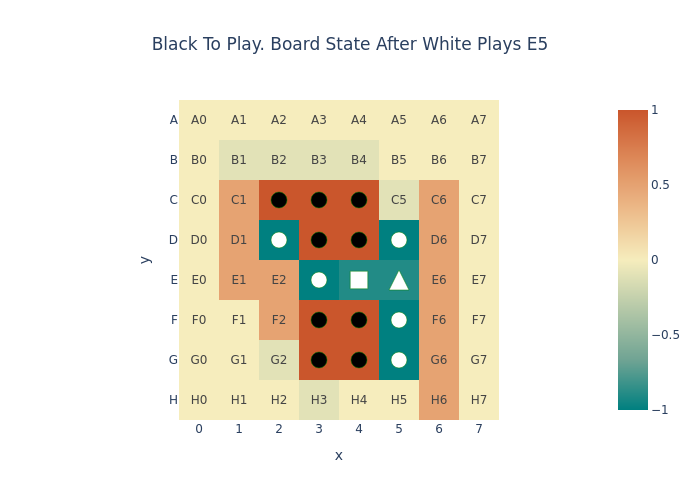 Black To Play. Board State After White Plays E5
A A0 A1 A2 A3 A4 A5 A6 A7
B B0 B1 B2 B3 B4 B5 B6 B7
C C0 C1 C5 C6 C7
D D0 D1 D6 D7
E E0 E1 E2 E6 E7
F F0 F1 F2 F6 F7
G G0 G1 G2 G6 G7
H H0 H1 H2 H3 H4 H5 H6 H7
0 1 2 3 4 5 6 7
x
y
1
0.5
0
−0.5
−1